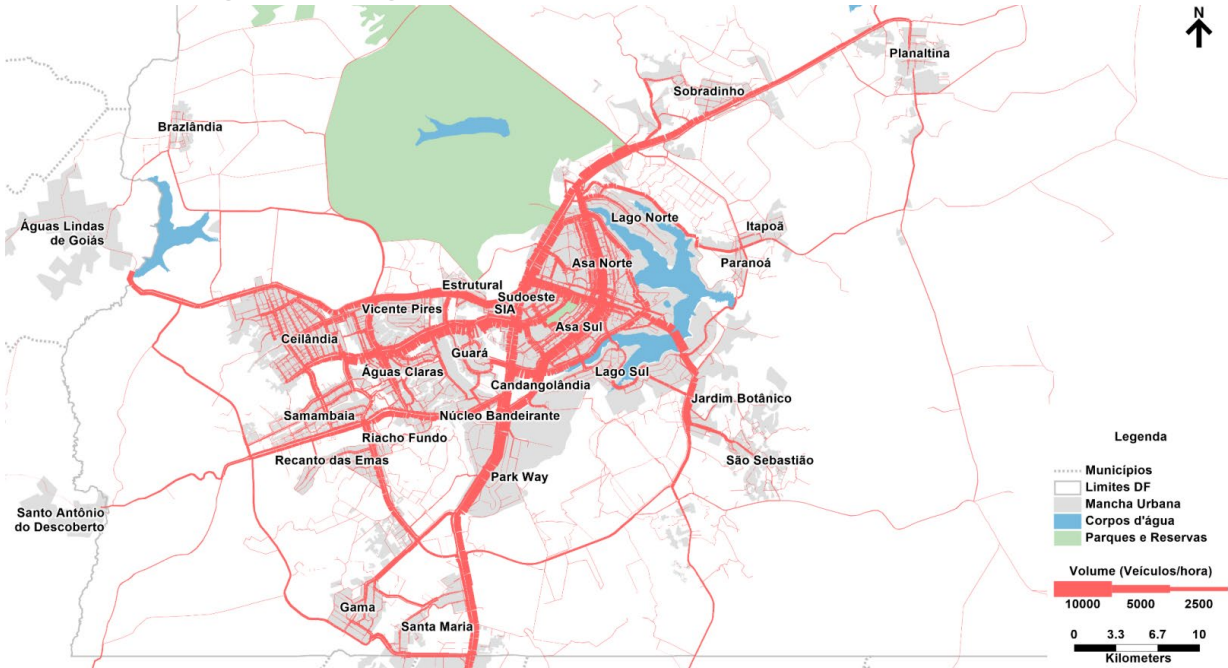 N
Planaltina
Sobradinho
Brazlândia
Lago Norte
Águas Lindas
de Goiás
Itapoã
Asa Norte
Paranoá
Estrutural
Sudoeste
SIA
Vicente Pires
Asa Sul
Ceilândia
Guará
Águas Claras
Lago Sul
Candangolândia
Jardim Botânico
Samambaia
Núcleo Bandeirante
Riacho Fundo
Recanto das Emas
São Sebastião
Park Way
Santo Antônio
do Descoberto
Gama
Santa Maria
Legenda
Municípios
Limites DF
Mancha Urbana
Corpos d'água
Parques e Reservas
Volume (Veículos/hora)
10000 5000 2500
0 3.3 6.7 10
Kilometers